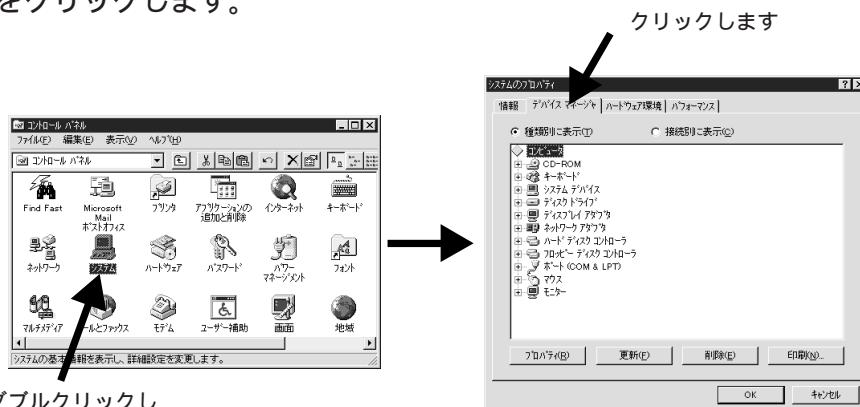 をクリックします。
クリックします
コントロール パネル
ファイル(F) 編集(E) 表示(V) ヘルプ(H)
コントロール パネル
Find Fast
Microsoft Mail ポストオフィス
プリンタ
アプリケーションの追加と削除
インターネット
キーボード
ネットワーク
システム
ハードウェア
パスワード
パワー マネージメント
フォント
マルチメディア
ールとファックス
モデム
ユーザー補助
画面
地域
システムの基本情報を表示し、詳細設定を変更します。
ダブルクリックし
システムのプロパティ
情報 デバイス マネージャ ハードウェア環境 パフォーマンス
種類別に表示(T) 接続別に表示(C)
コンピュータ
CD-ROM
キーボード
システム デバイス
ディスク ドライブ
ディスプレイ アダプタ
ネットワーク アダプタ
ハード ディスク コントローラ
フロッピー ディスク コントローラ
ポート (COM & LPT)
マウス
モニター
プロパティ(R) 更新(F) 削除(E) 印刷(N)...
OK キャンセル